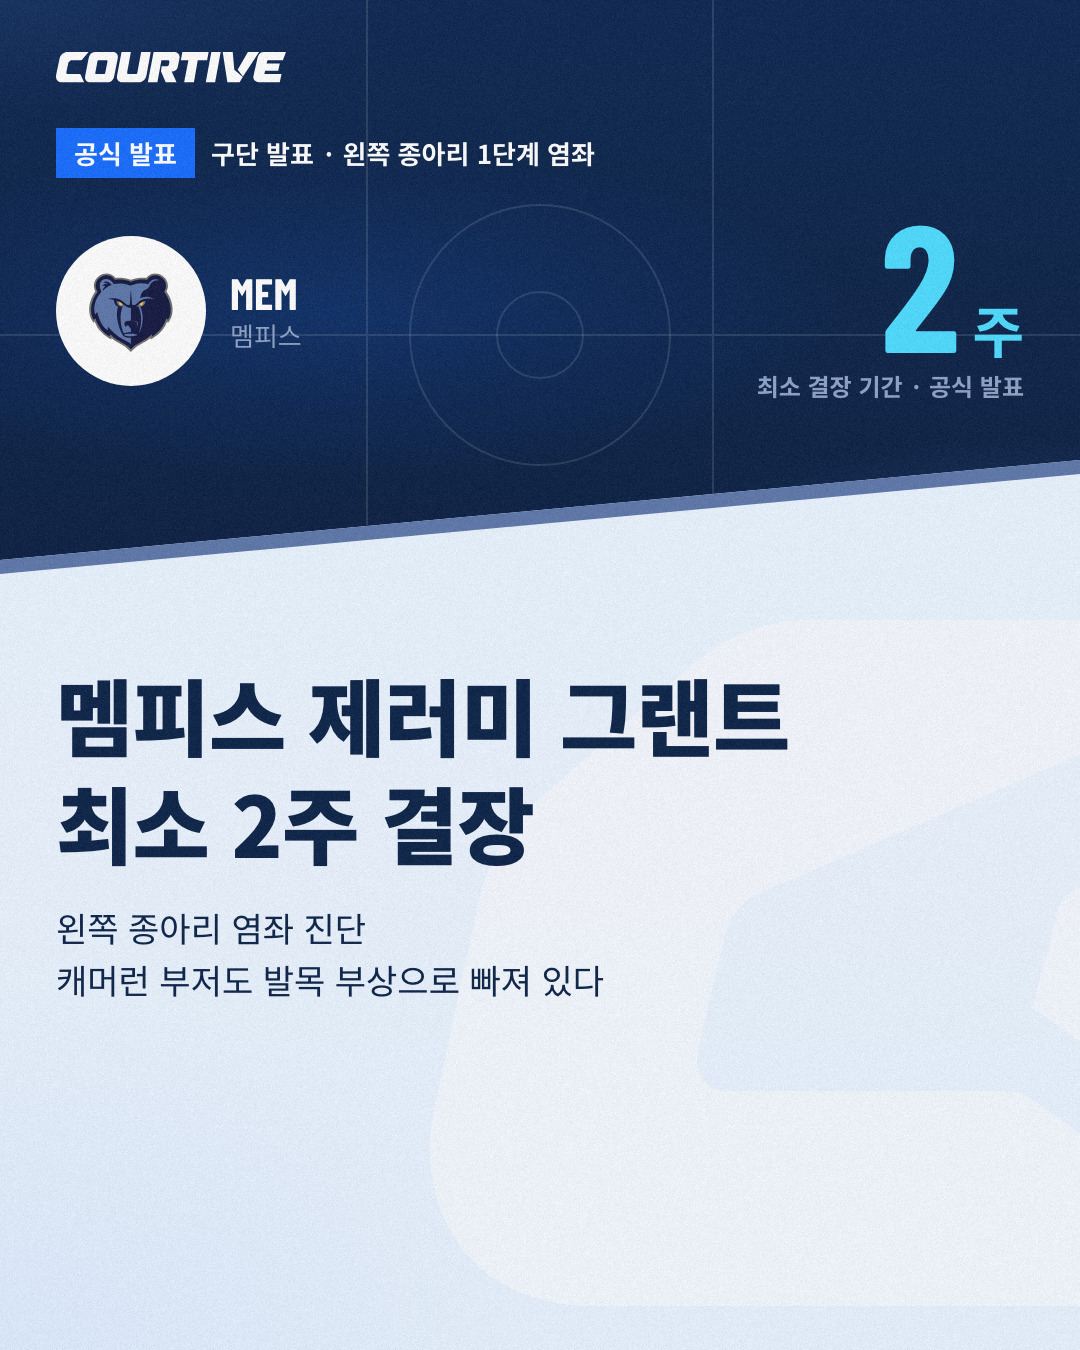 COURTIVE
공식 발표 구단 발표 · 왼쪽 종아리 1단계 염좌
MEM
멤피스
2주
최소 결장 기간 · 공식 발표
멤피스 제러미 그랜트
최소 2주 결장
왼쪽 종아리 염좌 진단
캐머런 부저도 발목 부상으로 빠져 있다